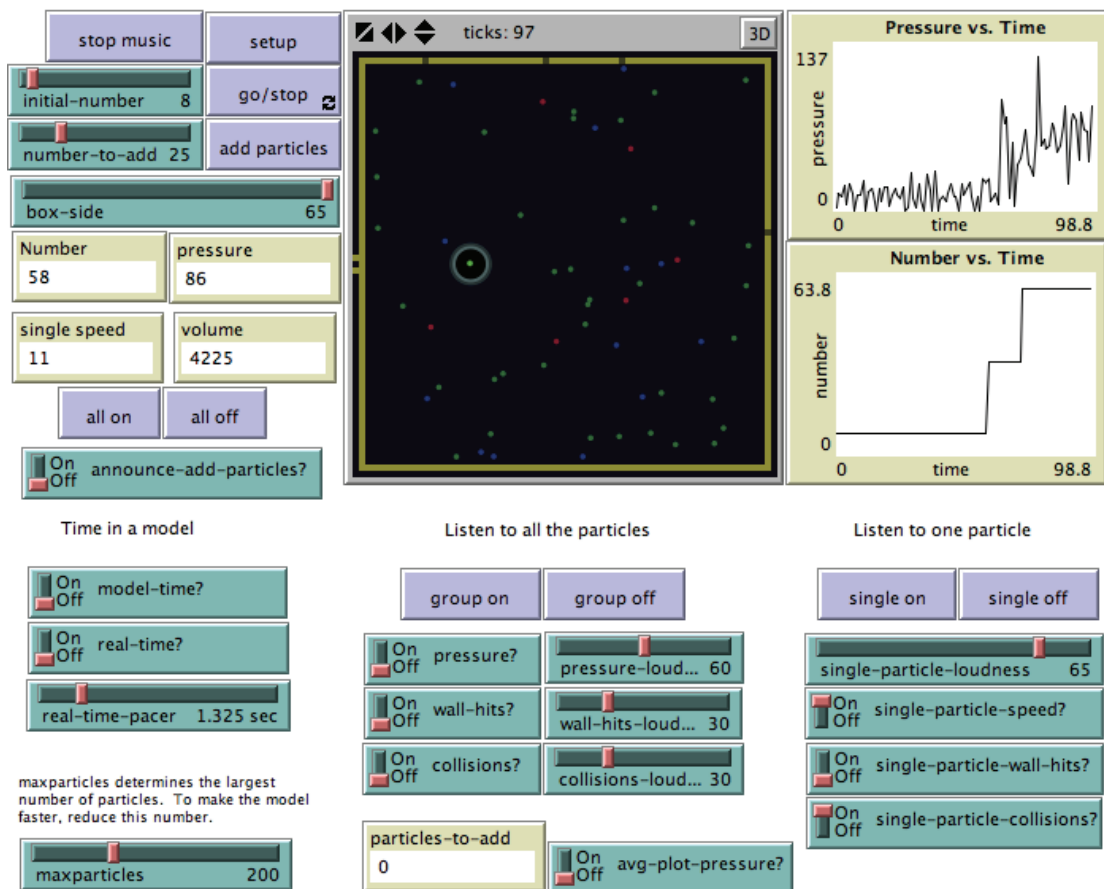 stop music
setup
initial-number 8
go/stop
number-to-add 25
add particles
box-side 65
Number
58
pressure
86
single speed
11
volume
4225
all on
all off
On
Off
announce-add-particles?
ticks: 97
3D
Pressure vs. Time
137
pressure
0
0
time
98.8
Number vs. Time
63.8
number
0
0
time
98.8
Time in a model
On
Off
model-time?
On
Off
real-time?
real-time-pacer 1.325 sec
maxparticles determines the largest
number of particles. To make the model
faster, reduce this number.
maxparticles 200
Listen to all the particles
group on
group off
On
Off
pressure?
pressure-loud... 60
On
Off
wall-hits?
wall-hits-loud... 30
On
Off
collisions?
collisions-loud... 30
particles-to-add
0
On
Off
avg-plot-pressure?
Listen to one particle
single on
single off
single-particle-loudness 65
On
Off
single-particle-speed?
On
Off
single-particle-wall-hits?
On
Off
single-particle-collisions?